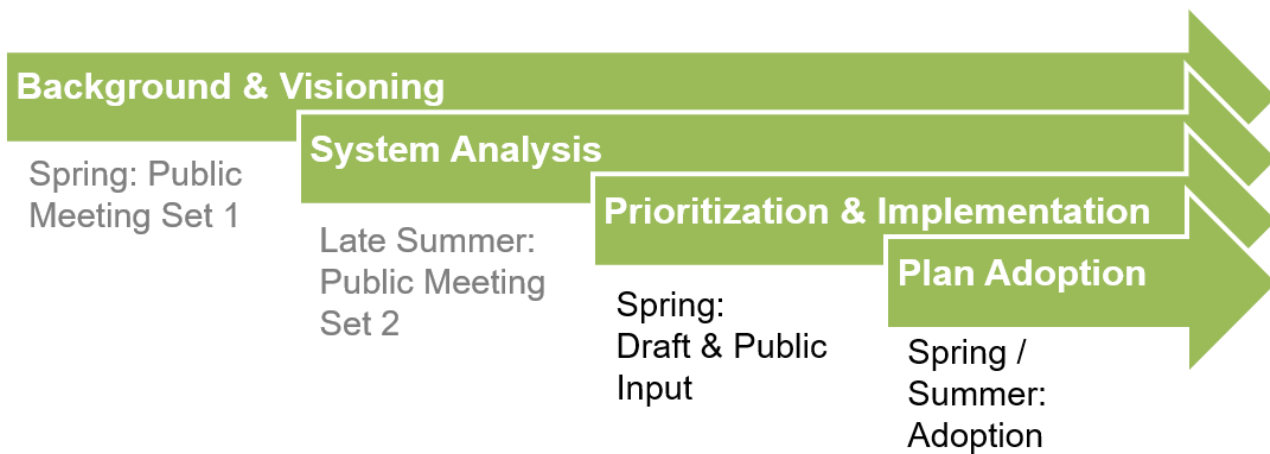 Background & Visioning
Spring: Public
Meeting Set 1
System Analysis
Late Summer:
Public Meeting
Set 2
Prioritization & Implementation
Spring:
Draft & Public
Input
Plan Adoption
Spring /
Summer:
Adoption